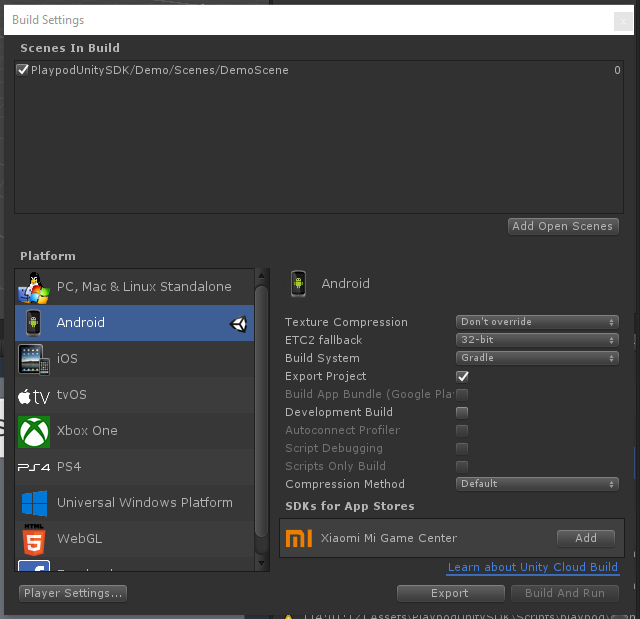 Build Settings
x
Scenes In Build
PlaypodUnitySDK/Demo/Scenes/DemoScene 0
Add Open Scenes
Platform
PC, Mac & Linux Standalone
Android
iOS
tvOS
Xbox One
PS4
Universal Windows Platform
HTML
5
WebGL
Android
Texture Compression Don't override
ETC2 fallback 32-bit
Build System Gradle
Export Project
Build App Bundle (Google Pla
Development Build
Autoconnect Profiler
Script Debugging
Scripts Only Build
Compression Method Default
SDKs for App Stores
Xiaomi Mi Game Center Add
Learn about Unity Cloud Build
Player Settings... Export Build And Run